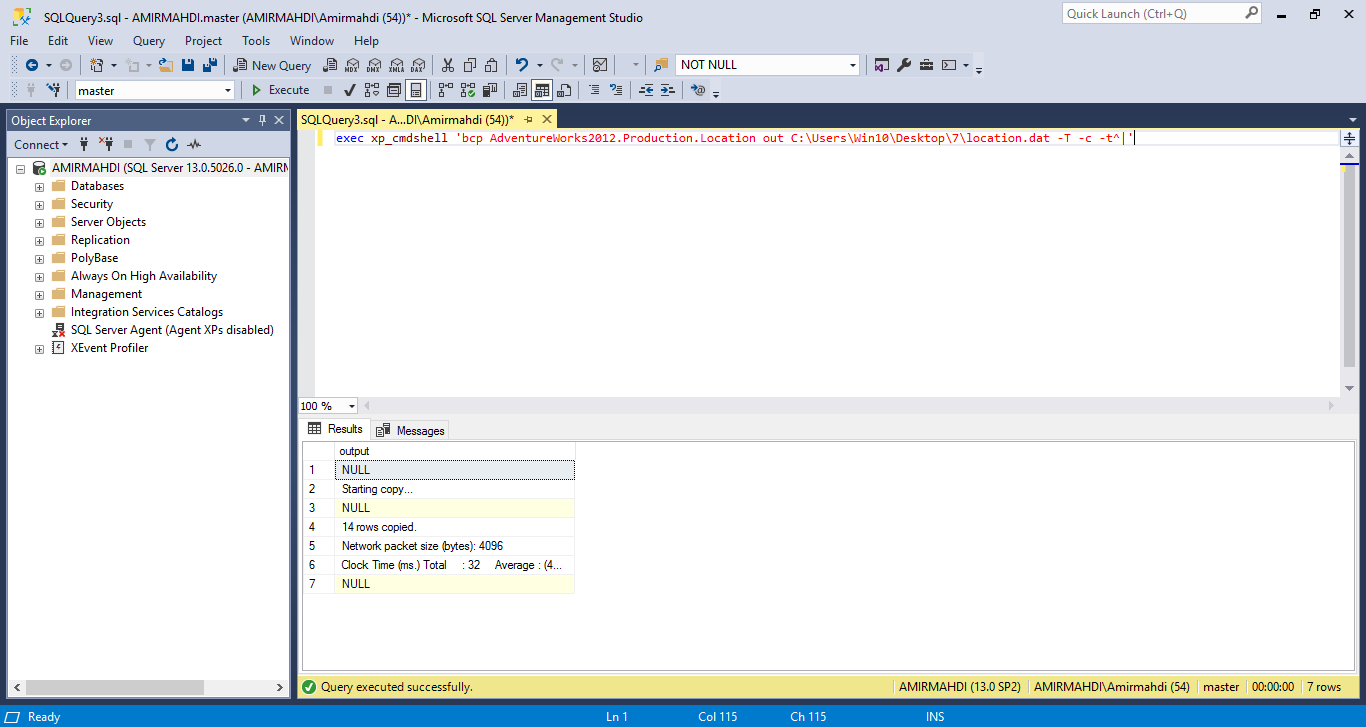 SQLQuery3.sql - AMIRMAHDI.master (AMIRMAHDI\Amirmahdi (54))* - Microsoft SQL Server Management Studio
Quick Launch (Ctrl+Q)
File Edit View Query Project Tools Window Help
New Query MDX DMX XMLA DAX NOT NULL
master Execute
Object Explorer
SQLQuery3.sql - A...DI\Amirmahdi (54))*
Connect
exec xp_cmdshell 'bcp AdventureWorks2012.Production.Location out C:\Users\Win10\Desktop\7\location.dat -T -c -t^|'
AMIRMAHDI (SQL Server 13.0.5026.0 - AMIRM
Databases
Security
Server Objects
Replication
PolyBase
Always On High Availability
Management
Integration Services Catalogs
SQL Server Agent (Agent XPs disabled)
XEvent Profiler
100 %
Results Messages
output
1 NULL
2 Starting copy...
3 NULL
4 14 rows copied.
5 Network packet size (bytes): 4096
6 Clock Time (ms.) Total : 32 Average : (4...
7 NULL
Query executed successfully. AMIRMAHDI (13.0 SP2) AMIRMAHDI\Amirmahdi (54) master 00:00:00 7 rows
Ready Ln 1 Col 115 Ch 115 INS